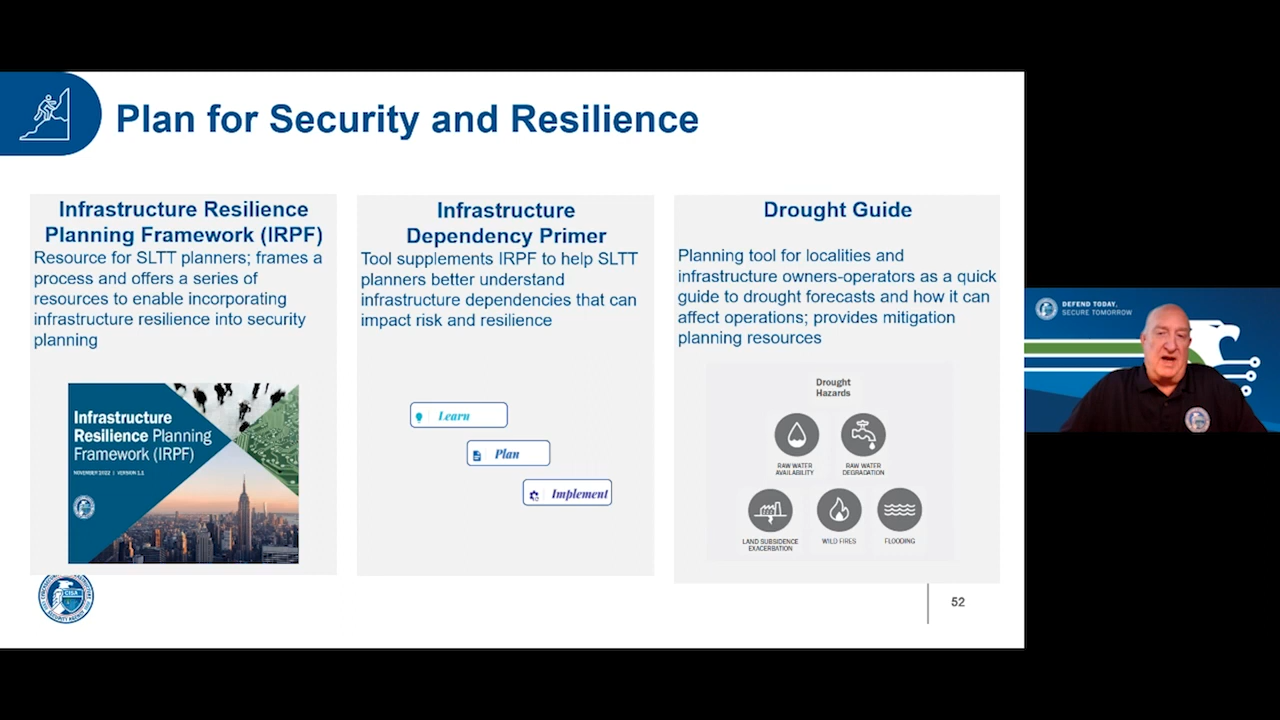 Plan for Security and Resilience
Infrastructure Resilience
Planning Framework (IRPF)
Resource for SLTT planners; frames a
process and offers a series of
resources to enable incorporating
infrastructure resilience into security
planning
Infrastructure
Resilience Planning
Framework (IRPF)
NOVEMBER 2022 | VERSION 1.1
Infrastructure
Dependency Primer
Tool supplements IRPF to help SLTT
planners better understand
infrastructure dependencies that can
impact risk and resilience
Learn
Plan
Implement
Drought Guide
Planning tool for localities and
infrastructure owners-operators as a quick
guide to drought forecasts and how it can
affect operations; provides mitigation
planning resources
Drought
Hazards
RAW WATER
AVAILABILITY
RAW WATER
DEGRADATION
LAND SUBSIDENCE
EXACERBATION
WILD FIRES
FLOODING
CISA
52
DEFEND TODAY,
SECURE TOMORROW